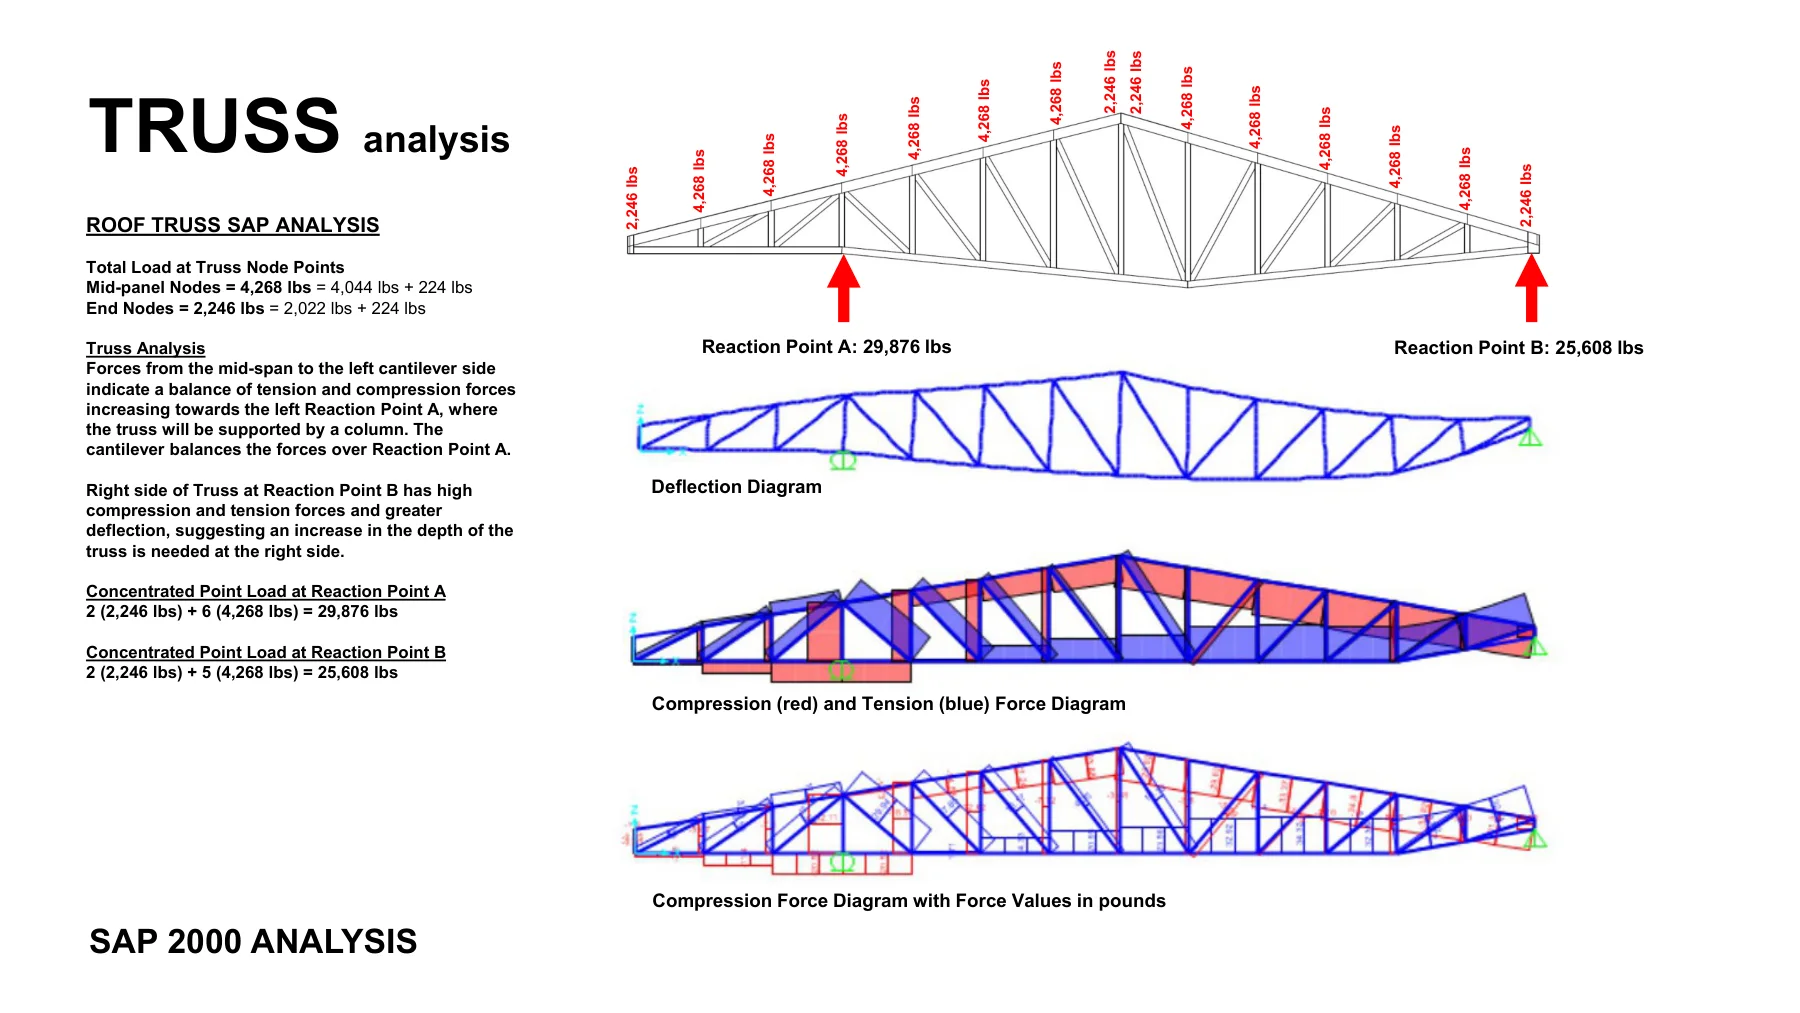 TRUSS analysis
ROOF TRUSS SAP ANALYSIS
Total Load at Truss Node Points
Mid-panel Nodes = 4,268 lbs = 4,044 lbs + 224 lbs
End Nodes = 2,246 lbs = 2,022 lbs + 224 lbs
Truss Analysis
Forces from the mid-span to the left cantilever side
indicate a balance of tension and compression forces
increasing towards the left Reaction Point A, where
the truss will be supported by a column. The
cantilever balances the forces over Reaction Point A.
Right side of Truss at Reaction Point B has high
compression and tension forces and greater
deflection, suggesting an increase in the depth of the
truss is needed at the right side.
Concentrated Point Load at Reaction Point A
2 (2,246 lbs) + 6 (4,268 lbs) = 29,876 lbs
Concentrated Point Load at Reaction Point B
2 (2,246 lbs) + 5 (4,268 lbs) = 25,608 lbs
SAP 2000 ANALYSIS
2,246 lbs
4,268 lbs
4,268 lbs
4,268 lbs
4,268 lbs
4,268 lbs
4,268 lbs
2,246 lbs
2,246 lbs
4,268 lbs
4,268 lbs
4,268 lbs
4,268 lbs
4,268 lbs
2,246 lbs
Reaction Point A: 29,876 lbs
Reaction Point B: 25,608 lbs
Deflection Diagram
Compression (red) and Tension (blue) Force Diagram
Compression Force Diagram with Force Values in pounds